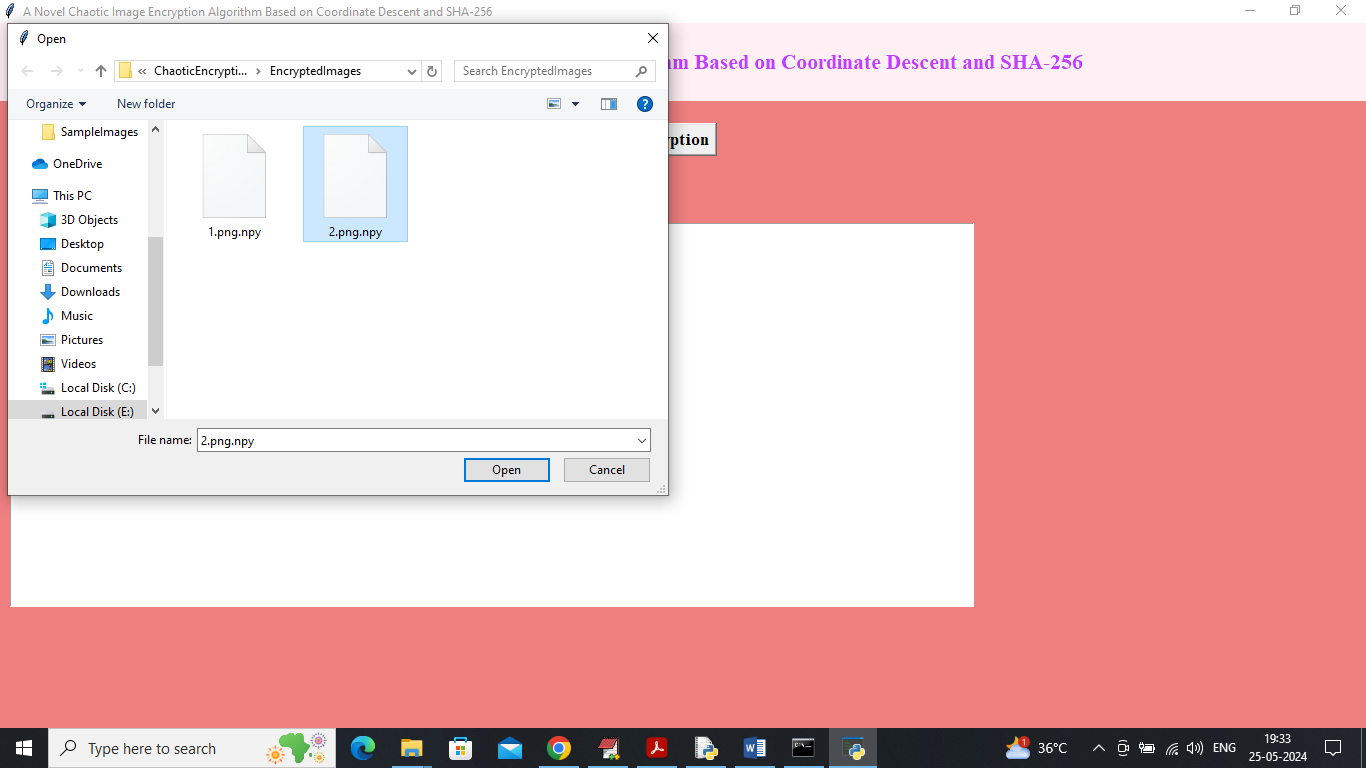 A Novel Chaotic Image Encryption Algorithm Based on Coordinate Descent and SHA-256
Open
« ChaoticEncrypti... › EncryptedImages
Search EncryptedImages
Based on Coordinate Descent and SHA-256
Organize
New folder
SampleImages
OneDrive
This PC
3D Objects
Desktop
Documents
Downloads
Music
Pictures
Videos
Local Disk (C:)
Local Disk (E:)
1.png.npy
2.png.npy
File name: 2.png.npy
Open
Cancel
Type here to search
1
36°C
ENG
19:33
25-05-2024